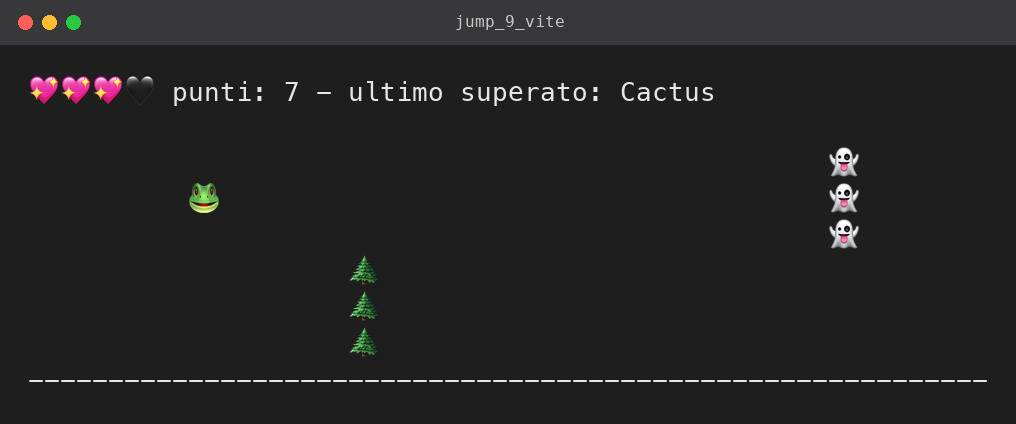 jump_9_vite
💖💖💖🖤 punti: 7 – ultimo superato: Cactus